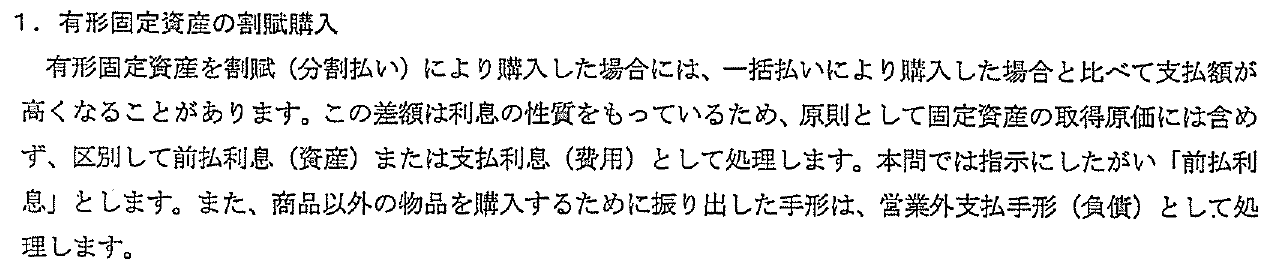 1．有形固定資産の割賦購入
有形固定資産を割賦（分割払い）により購入した場合には、一括払いにより購入した場合と比べて支払額が
高くなることがあります。この差額は利息の性質をもっているため、原則として固定資産の取得原価には含め
ず、区別して前払利息（資産）または支払利息（費用）として処理します。本問では指示にしたがい「前払利
息」とします。また、商品以外の物品を購入するために振り出した手形は、営業外支払手形（負債）として処
理します。